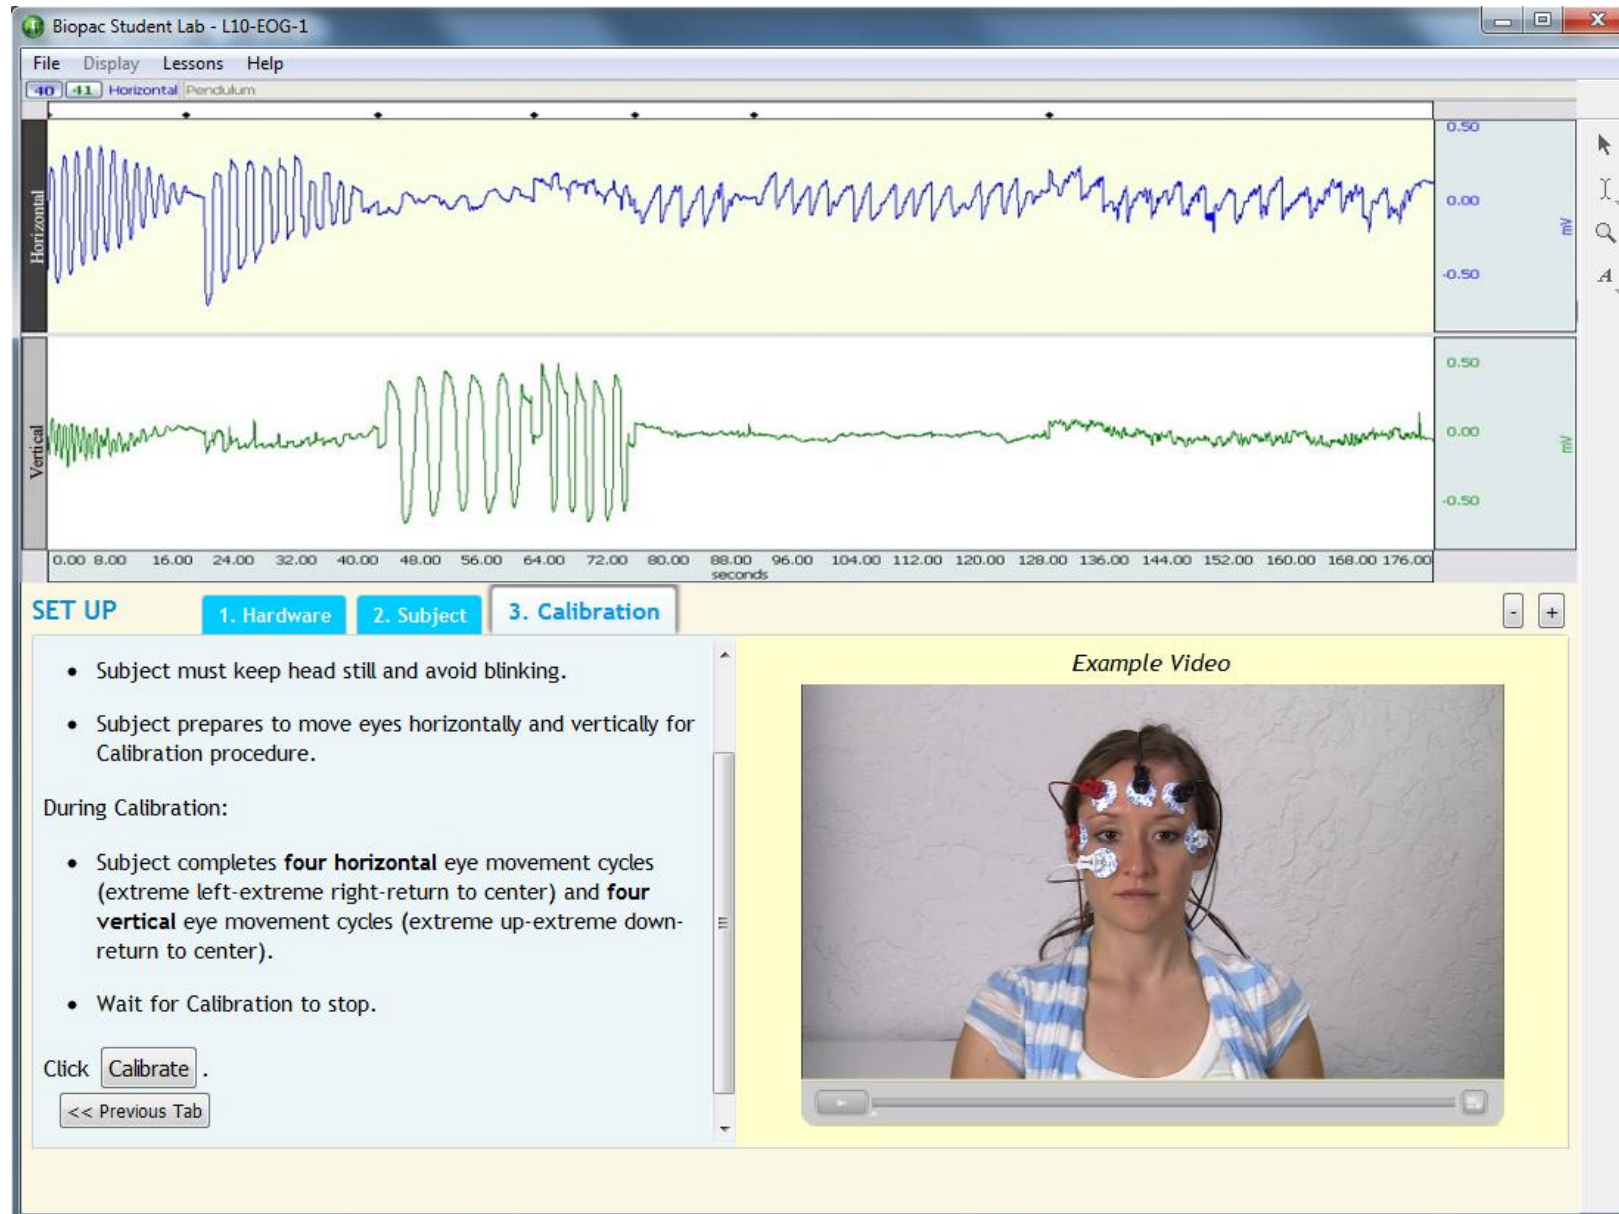 Biopac Student Lab - L10-EOG-1
File Display Lessons Help
40 41 Horizontal Pendulum
Horizontal
0.50
0.00
-0.50
mV
Vertical
0.50
0.00
-0.50
mV
0.00 8.00 16.00 24.00 32.00 40.00 48.00 56.00 64.00 72.00 80.00 88.00 96.00 104.00 112.00 120.00 128.00 136.00 144.00 152.00 160.00 168.00 176.00
seconds
SET UP 1. Hardware 2. Subject 3. Calibration - +
• Subject must keep head still and avoid blinking.
• Subject prepares to move eyes horizontally and vertically for
Calibration procedure.
During Calibration:
• Subject completes four horizontal eye movement cycles
(extreme left-extreme right-return to center) and four
vertical eye movement cycles (extreme up-extreme down-
return to center).
• Wait for Calibration to stop.
Click Calibrate .
<< Previous Tab
Example Video